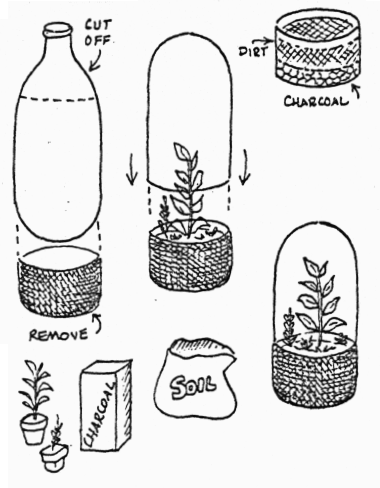 CUT
OFF
DIRT
CHARCOAL
REMOVE
CHARCOAL
SOIL